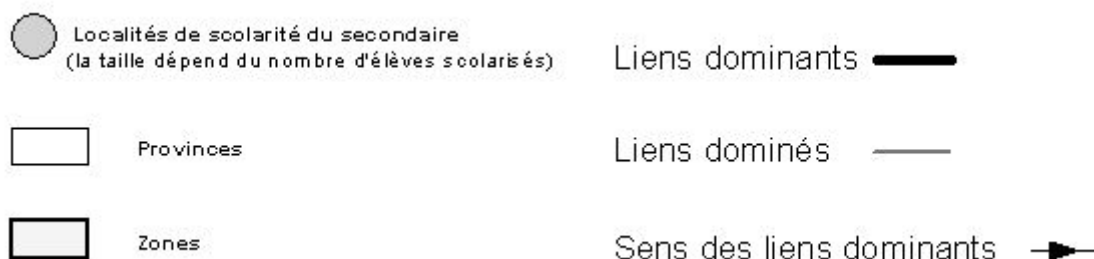 Localités de scolarité du secondaire
(la taille dépend du nombre d'élèves scolarisés)
Provinces
Zones
Liens dominants
Liens dominés
Sens des liens dominants